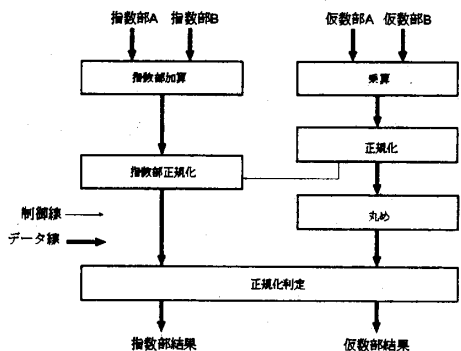 指数部A 指数部B
仮数部A 仮数部B
指数部加算
乗算
正規化
指数部正規化
丸め
制御線
データ線
正規化判定
指数部結果
仮数部結果